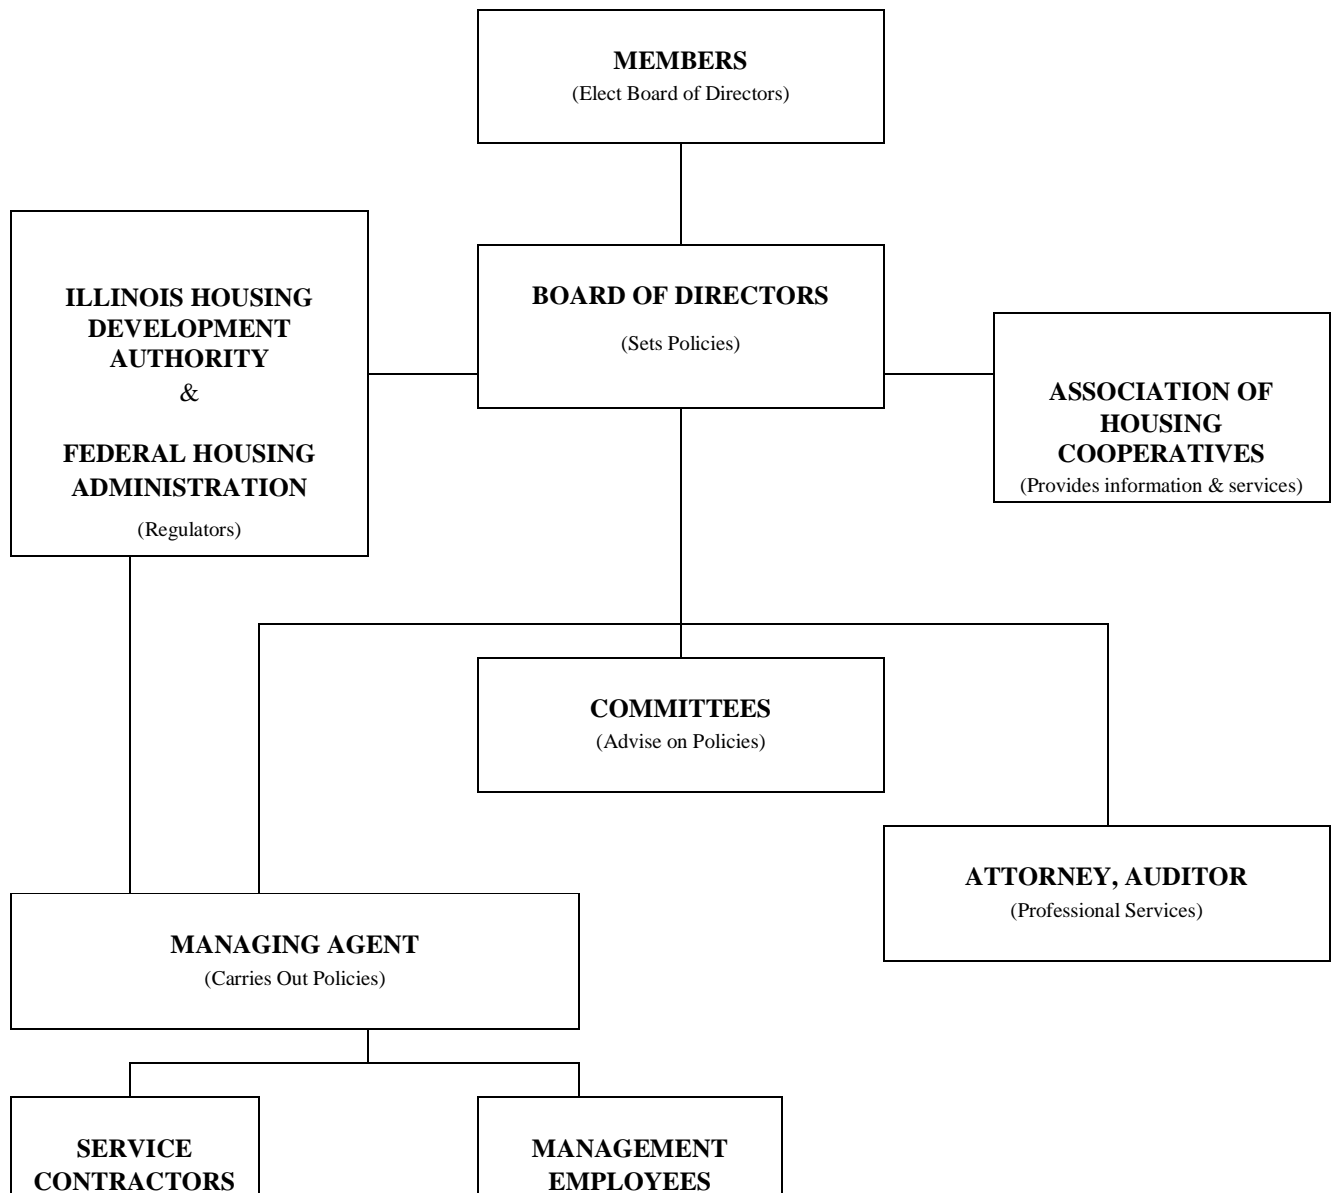 MEMBERS
(Elect Board of Directors)
BOARD OF DIRECTORS
(Sets Policies)
ILLINOIS HOUSING
DEVELOPMENT
AUTHORITY
&
FEDERAL HOUSING
ADMINISTRATION
(Regulators)
ASSOCIATION OF
HOUSING
COOPERATIVES
(Provides information & services)
COMMITTEES
(Advise on Policies)
ATTORNEY, AUDITOR
(Professional Services)
MANAGING AGENT
(Carries Out Policies)
SERVICE
CONTRACTORS
MANAGEMENT
EMPLOYEES